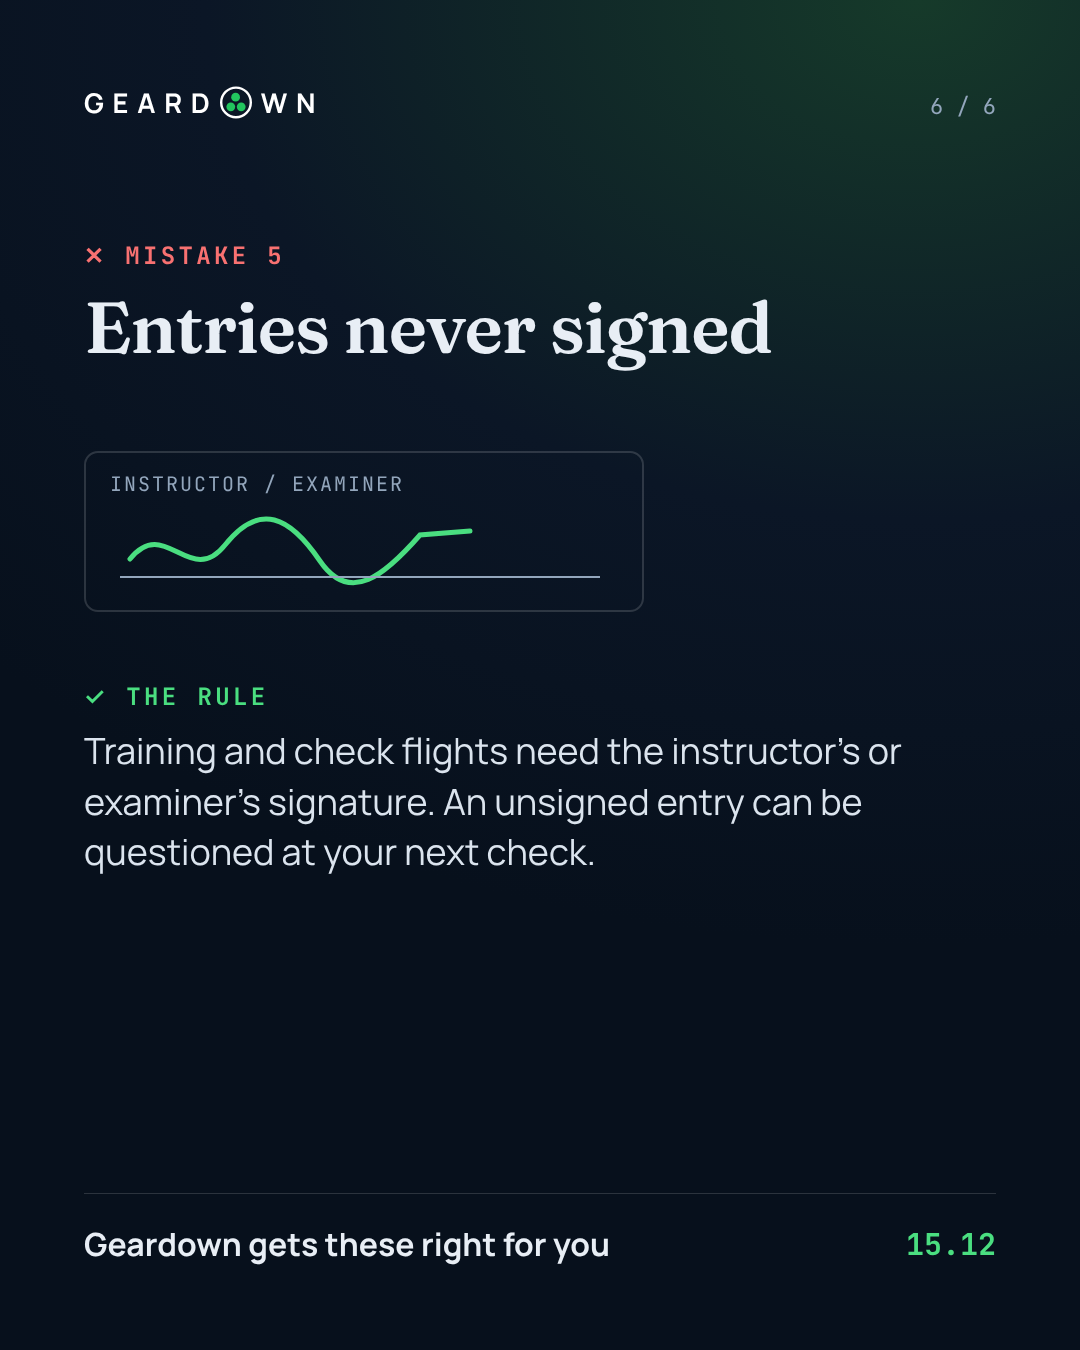 GEARDOWN
6 / 6
✕ MISTAKE 5
Entries never signed
INSTRUCTOR / EXAMINER
✓ THE RULE
Training and check flights need the instructor’s or
examiner’s signature. An unsigned entry can be
questioned at your next check.
Geardown gets these right for you
15.12